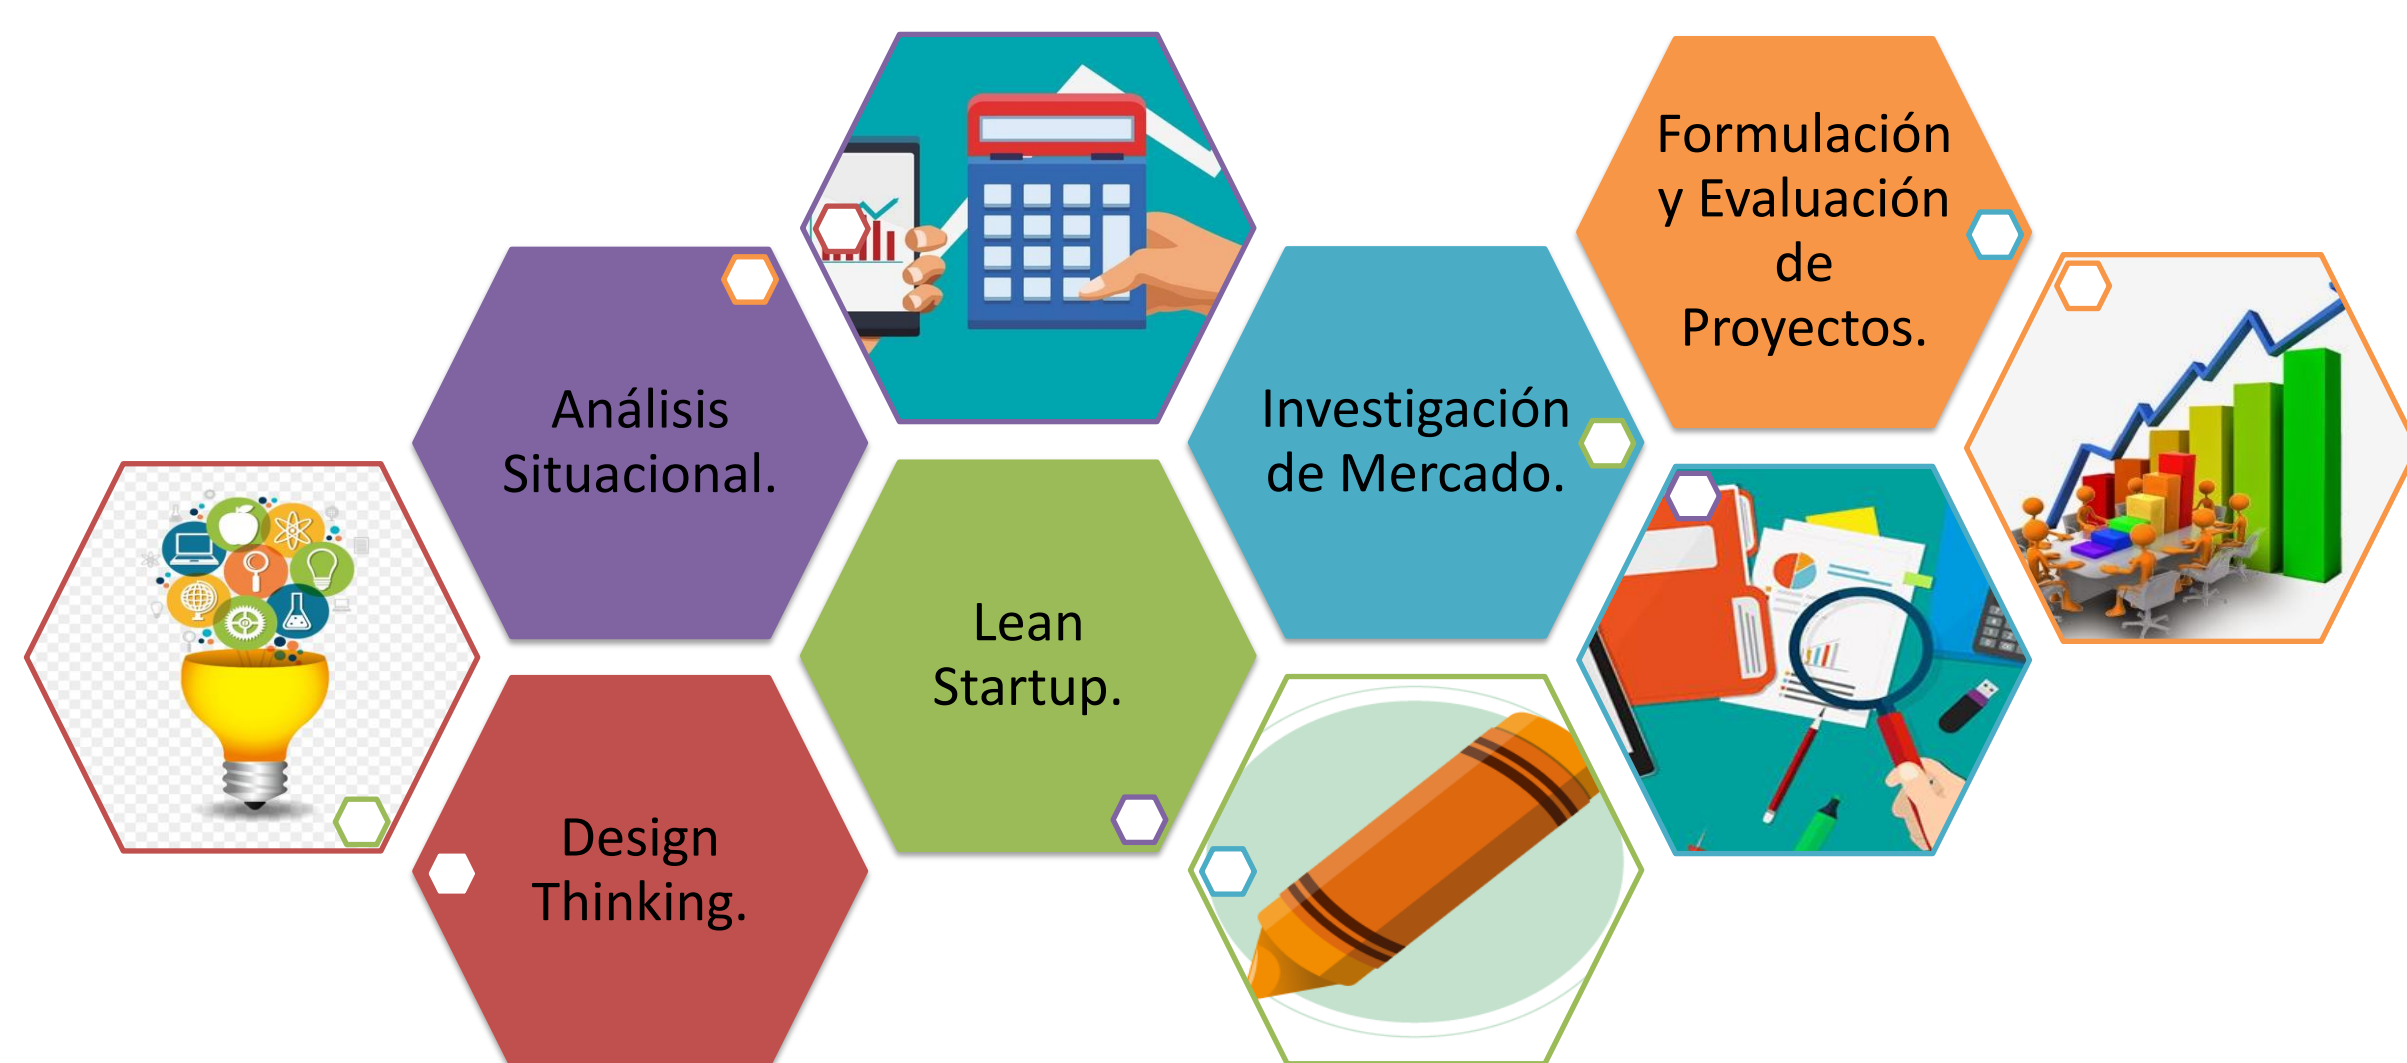 Análisis
Situacional.
Design
Thinking.
Lean
Startup.
Investigación
de Mercado.
Formulación
y Evaluación
de
Proyectos.